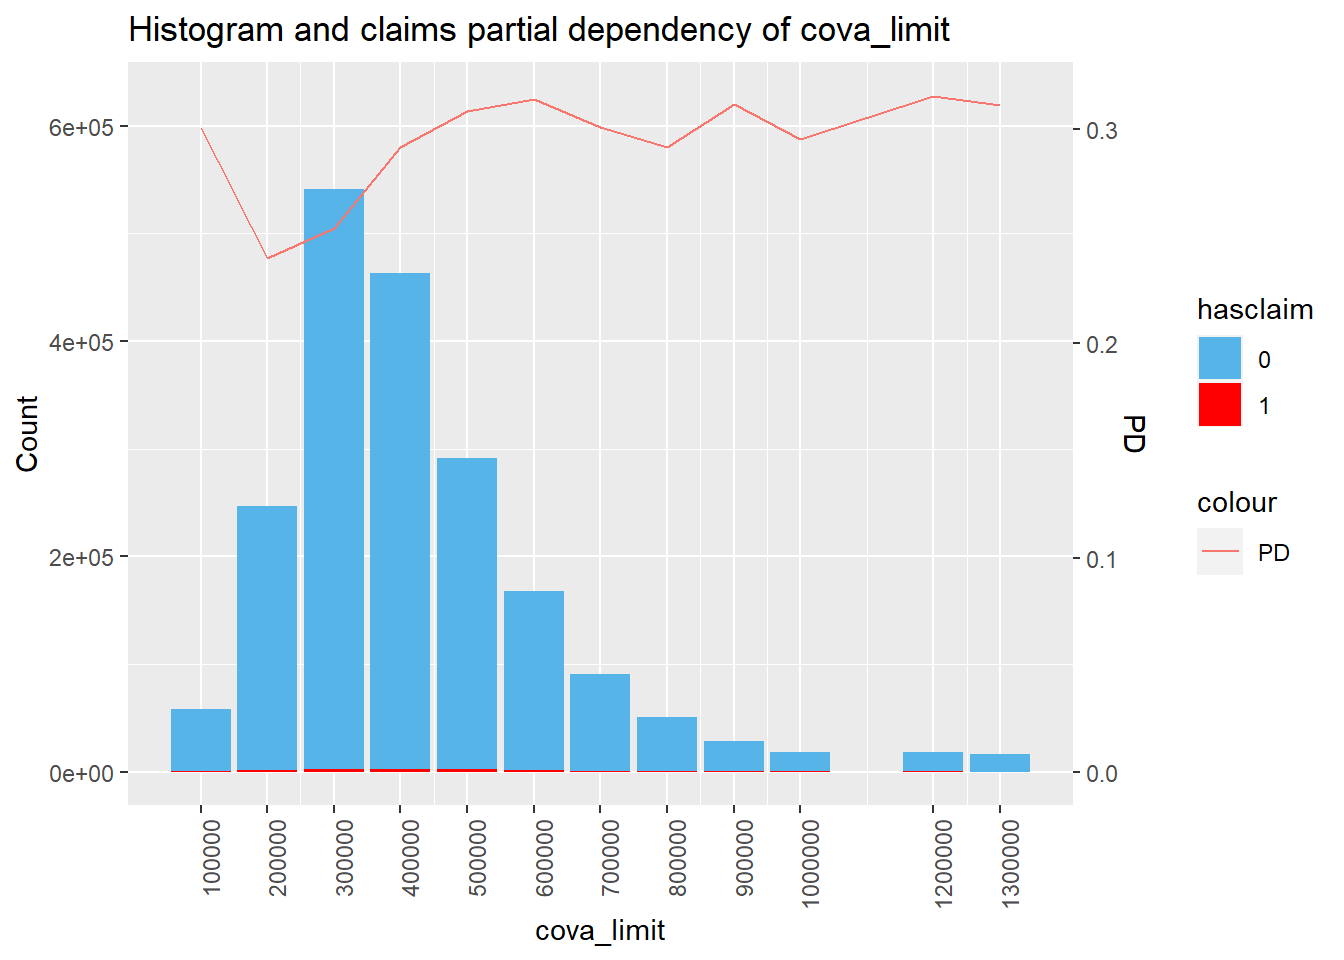 Histogram and claims partial dependency of cova_limit
Count
6e+05
4e+05
2e+05
0e+00
0.3
0.2
0.1
0.0
PD
100000
200000
300000
400000
500000
600000
700000
800000
900000
1000000
1200000
1300000
cova_limit
hasclaim
0
1
colour
PD